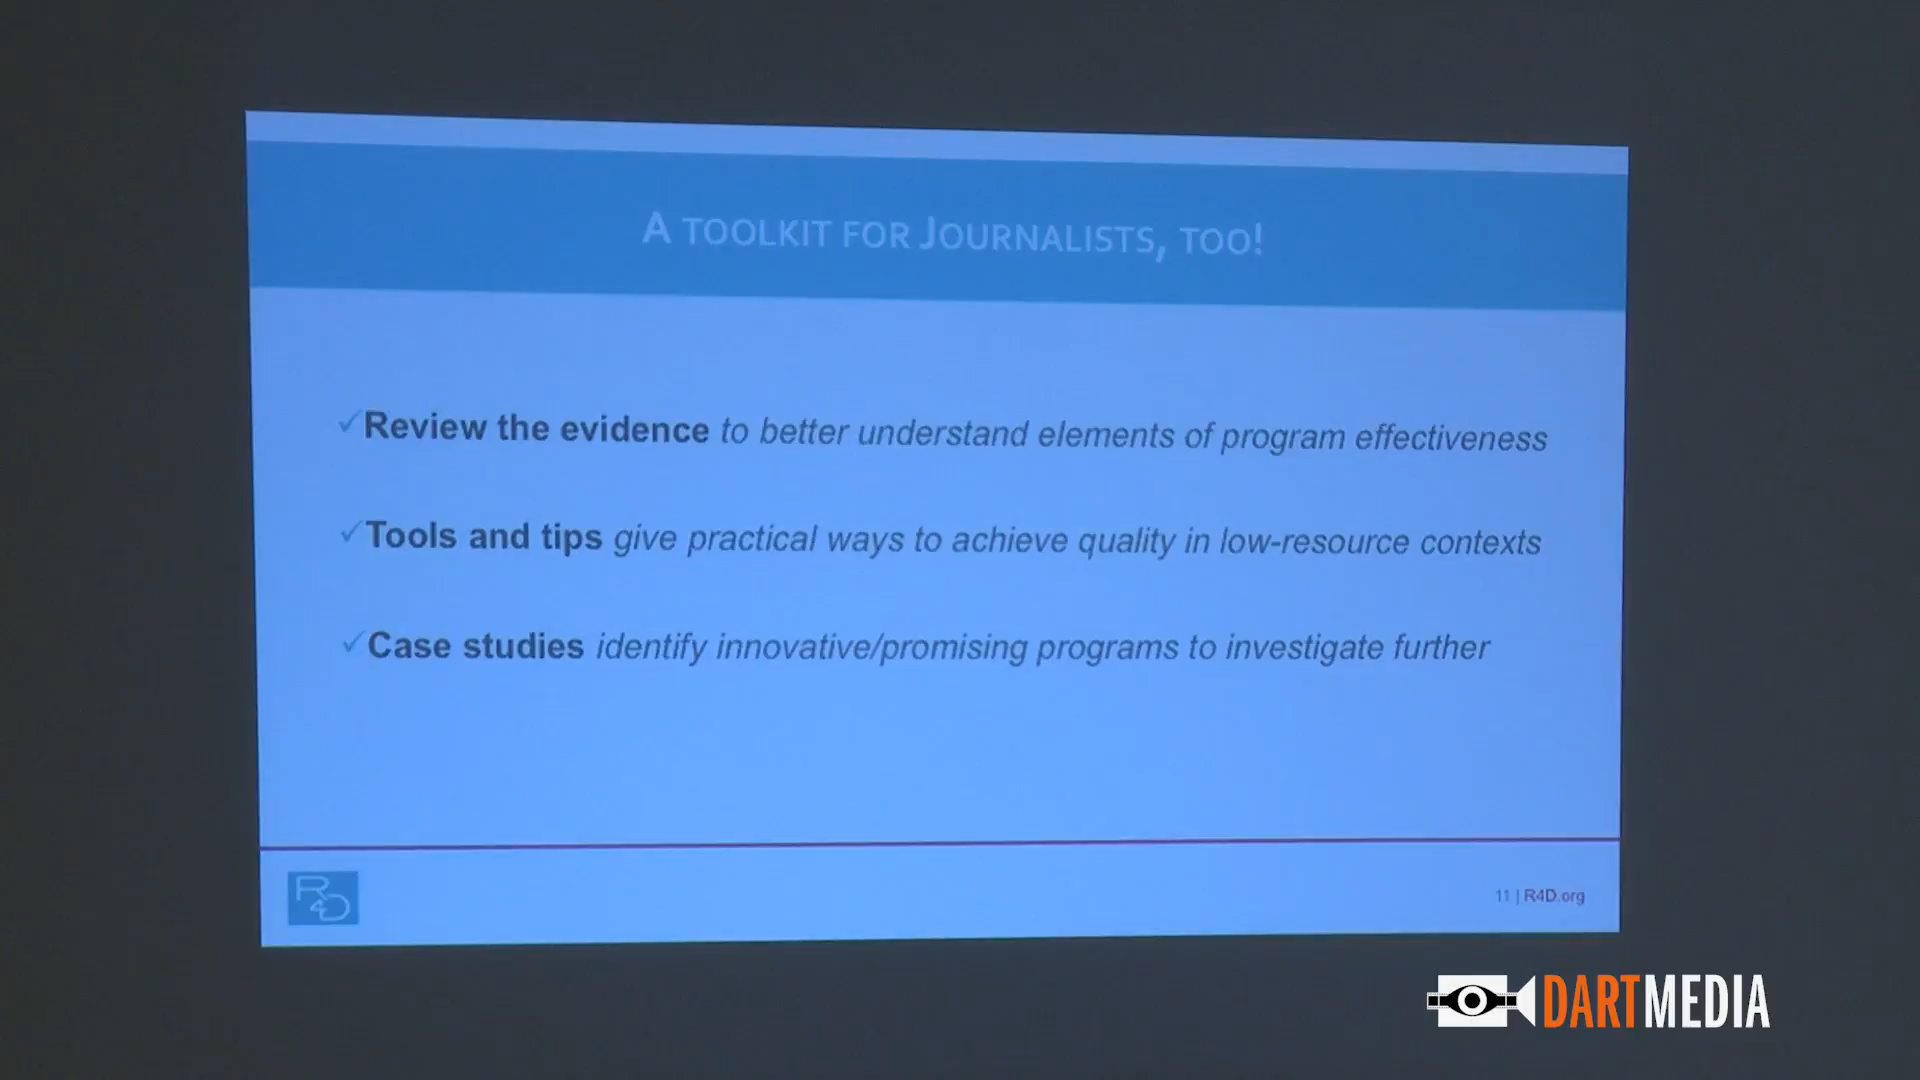 A TOOLKIT FOR JOURNALISTS, TOO!
✓Review the evidence to better understand elements of program effectiveness
✓Tools and tips give practical ways to achieve quality in low-resource contexts
✓Case studies identify innovative/promising programs to investigate further
R4D
11 | R4D.org
DARTMEDIA